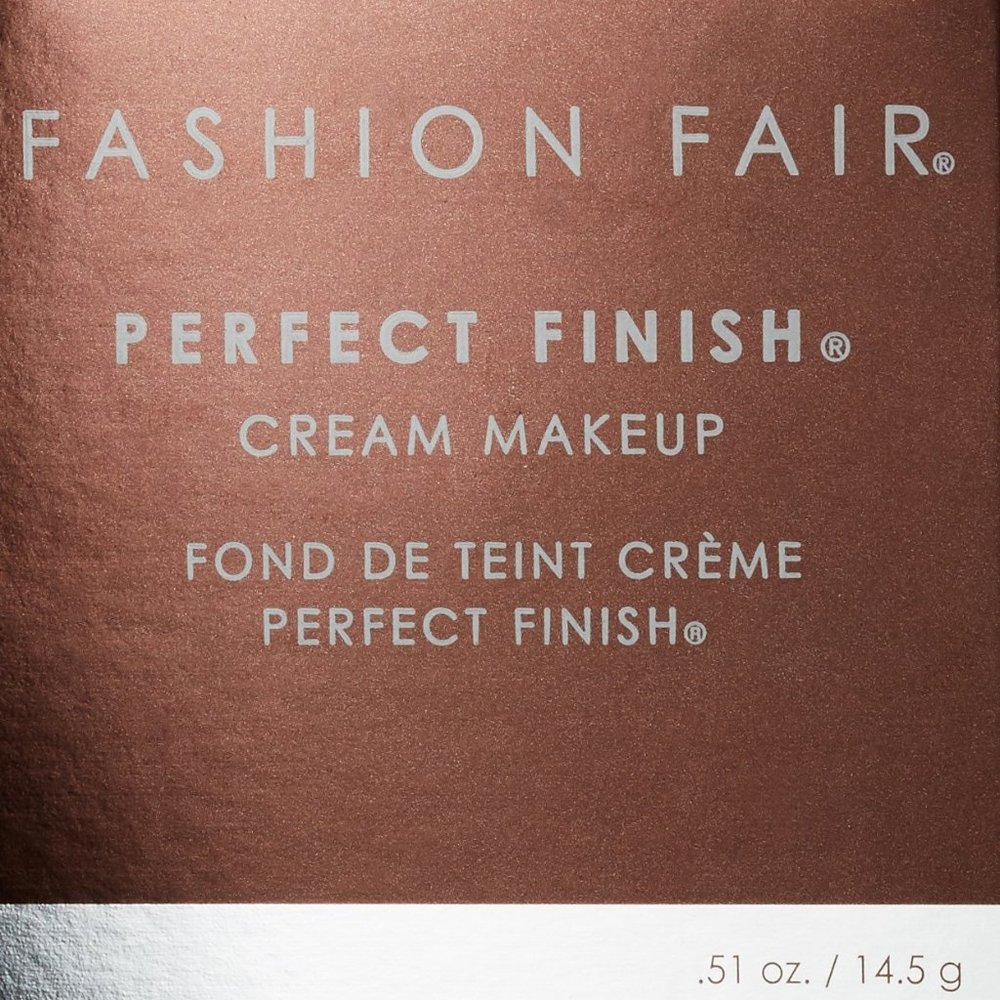 FASHION FAIR®
PERFECT FINISH®
CREAM MAKEUP
FOND DE TEINT CRÈME
PERFECT FINISH®
.51 oz. / 14.5 g